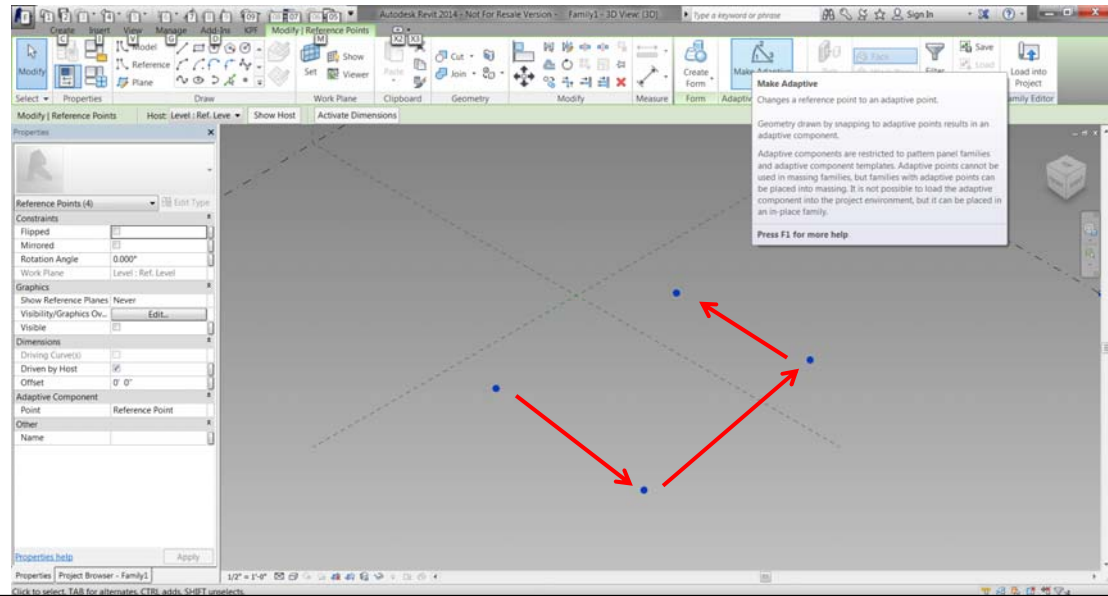 Autodesk Revit 2014 - Not For Resale Version - Family1 - 3D View: {3D}
Type a keyword or phrase
Sign In
Create Insert View Manage Add-Ins KPF Modify | Reference Points
Modify
Model
Reference
Plane
Set
Show
Viewer
Paste
Cut
Join
Create Form
Make Adaptive
Face
Filter
Save
Load
Load into Project
Select Properties Draw Work Plane Clipboard Geometry Modify Measure Form
Modify | Reference Points Host: Level : Ref. Leve Show Host Activate Dimensions
Make Adaptive
Changes a reference point to an adaptive point.
Geometry drawn by snapping to adaptive points results in an
adaptive component.
Adaptive components are restricted to pattern panel families
and adaptive component templates. Adaptive points cannot be
used in massing families, but families with adaptive points can
be placed into massing. It is not possible to load the adaptive
component into the project environment, but it can be placed in
an in-place family.
Press F1 for more help
Properties
Reference Points (4) Edit Type
Constraints
Flipped
Mirrored
Rotation Angle 0.000°
Work Plane Level : Ref. Level
Graphics
Show Reference Planes Never
Visibility/Graphics Ov... Edit...
Visible
Dimensions
Driving Curve(s)
Driven by Host
Offset 0' 0"
Adaptive Component
Point Reference Point
Other
Name
Properties help Apply
Properties Project Browser - Family1
1/2" = 1'-0"
Click to select, TAB for alternates, CTRL adds, SHIFT unselects.